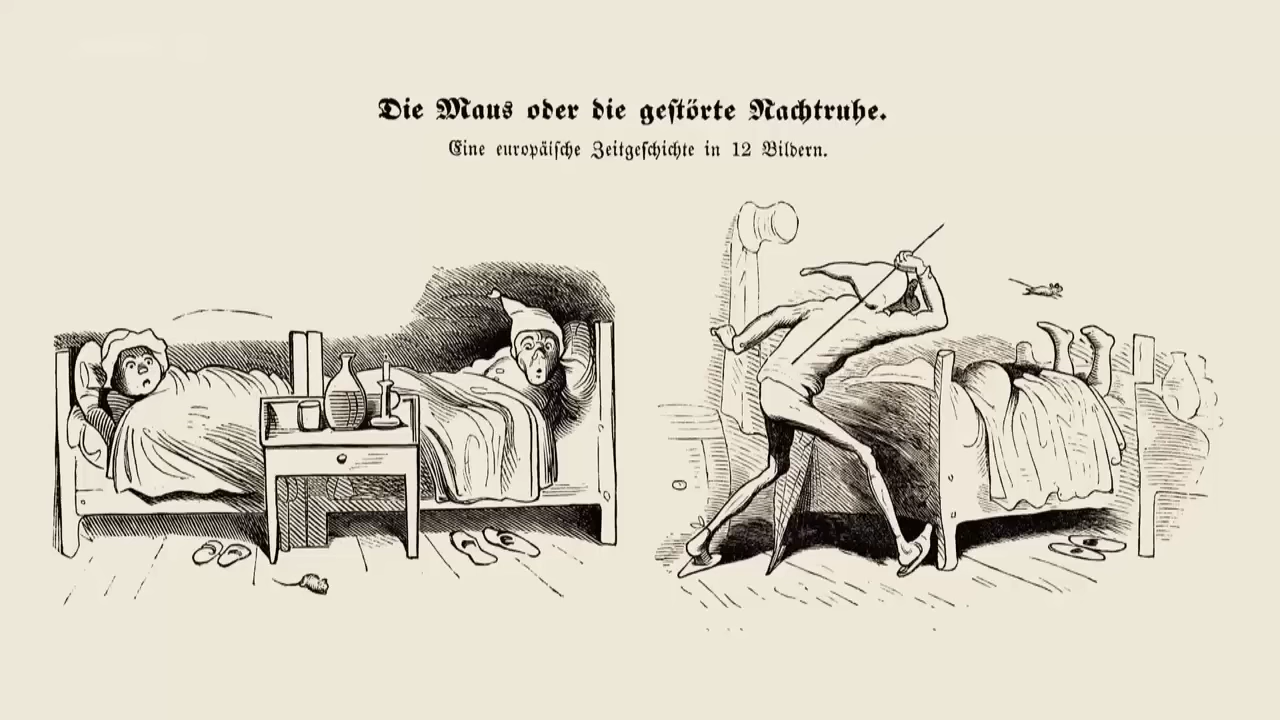 Die Maus oder die gestörte Nachtruhe.
Eine europäische Zeitgeschichte in 12 Bildern.